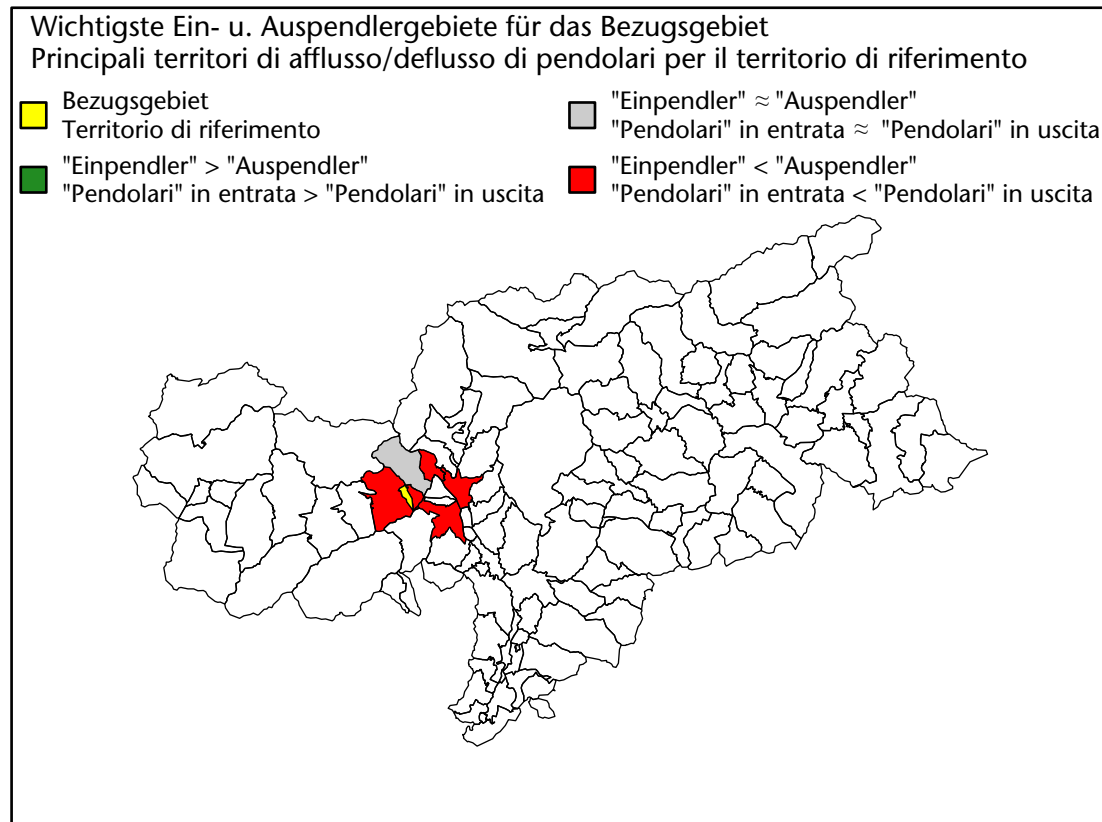 Wichtigste Ein- u. Auspendlergebiete für das Bezugsgebiet
Principali territori di afflusso/deflusso di pendolari per il territorio di riferimento
Bezugsgebiet
Territorio di riferimento
"Einpendler" > "Auspendler"
"Pendolari" in entrata > "Pendolari" in uscita
"Einpendler" ≈ "Auspendler"
"Pendolari" in entrata ≈ "Pendolari" in uscita
"Einpendler" < "Auspendler"
"Pendolari" in entrata < "Pendolari" in uscita